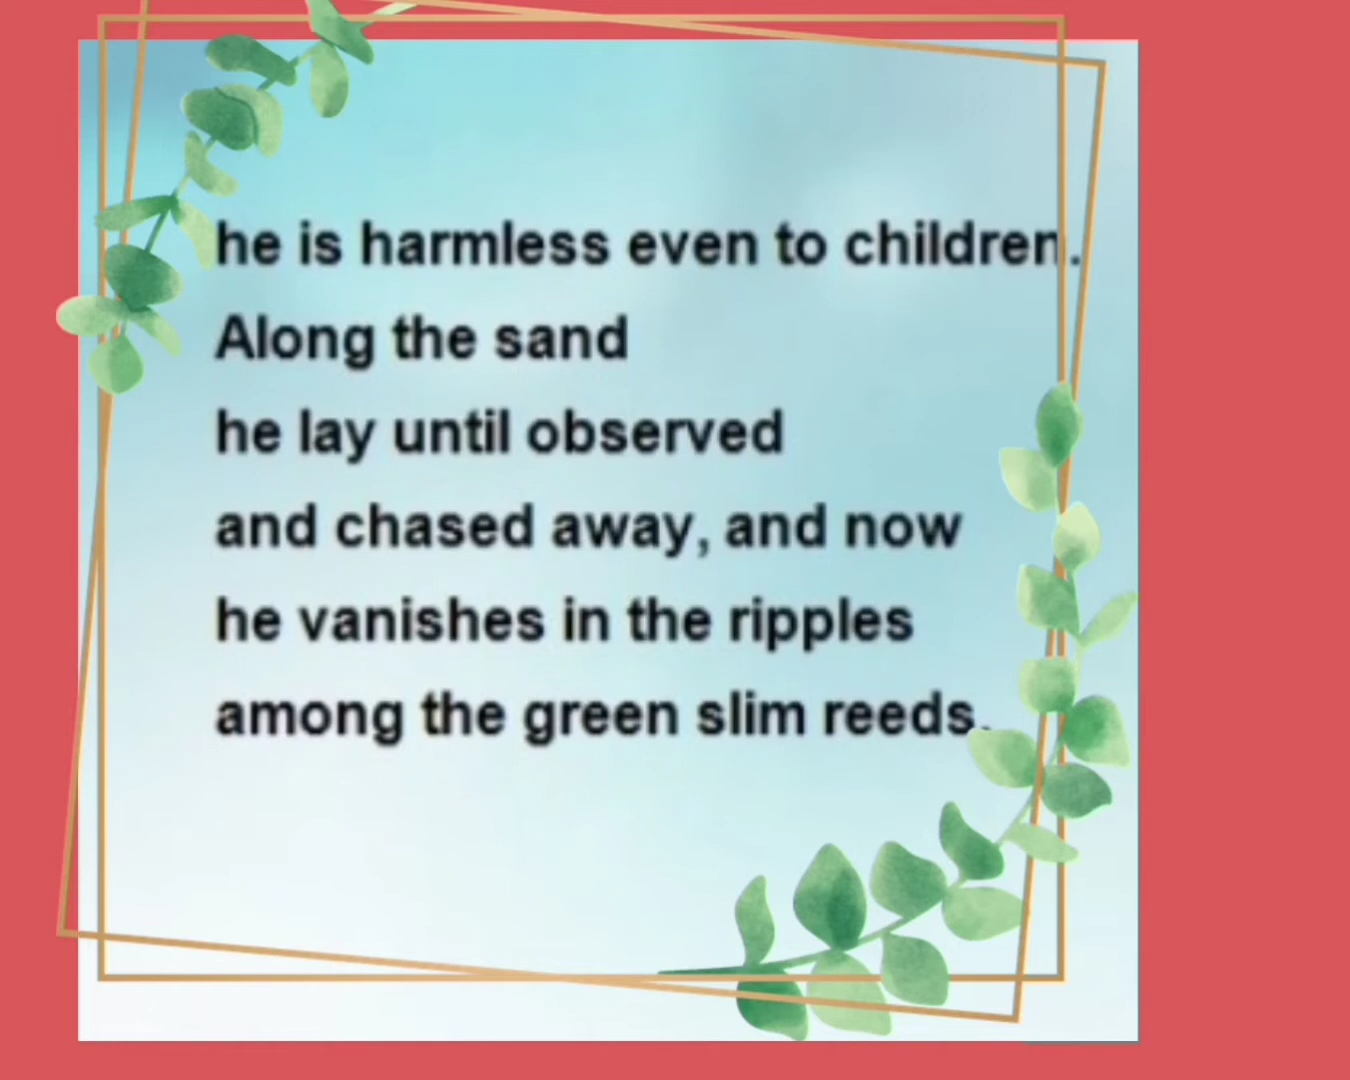 he is harmless even to children.
Along the sand
he lay until observed
and chased away, and now
he vanishes in the ripples
among the green slim reeds.